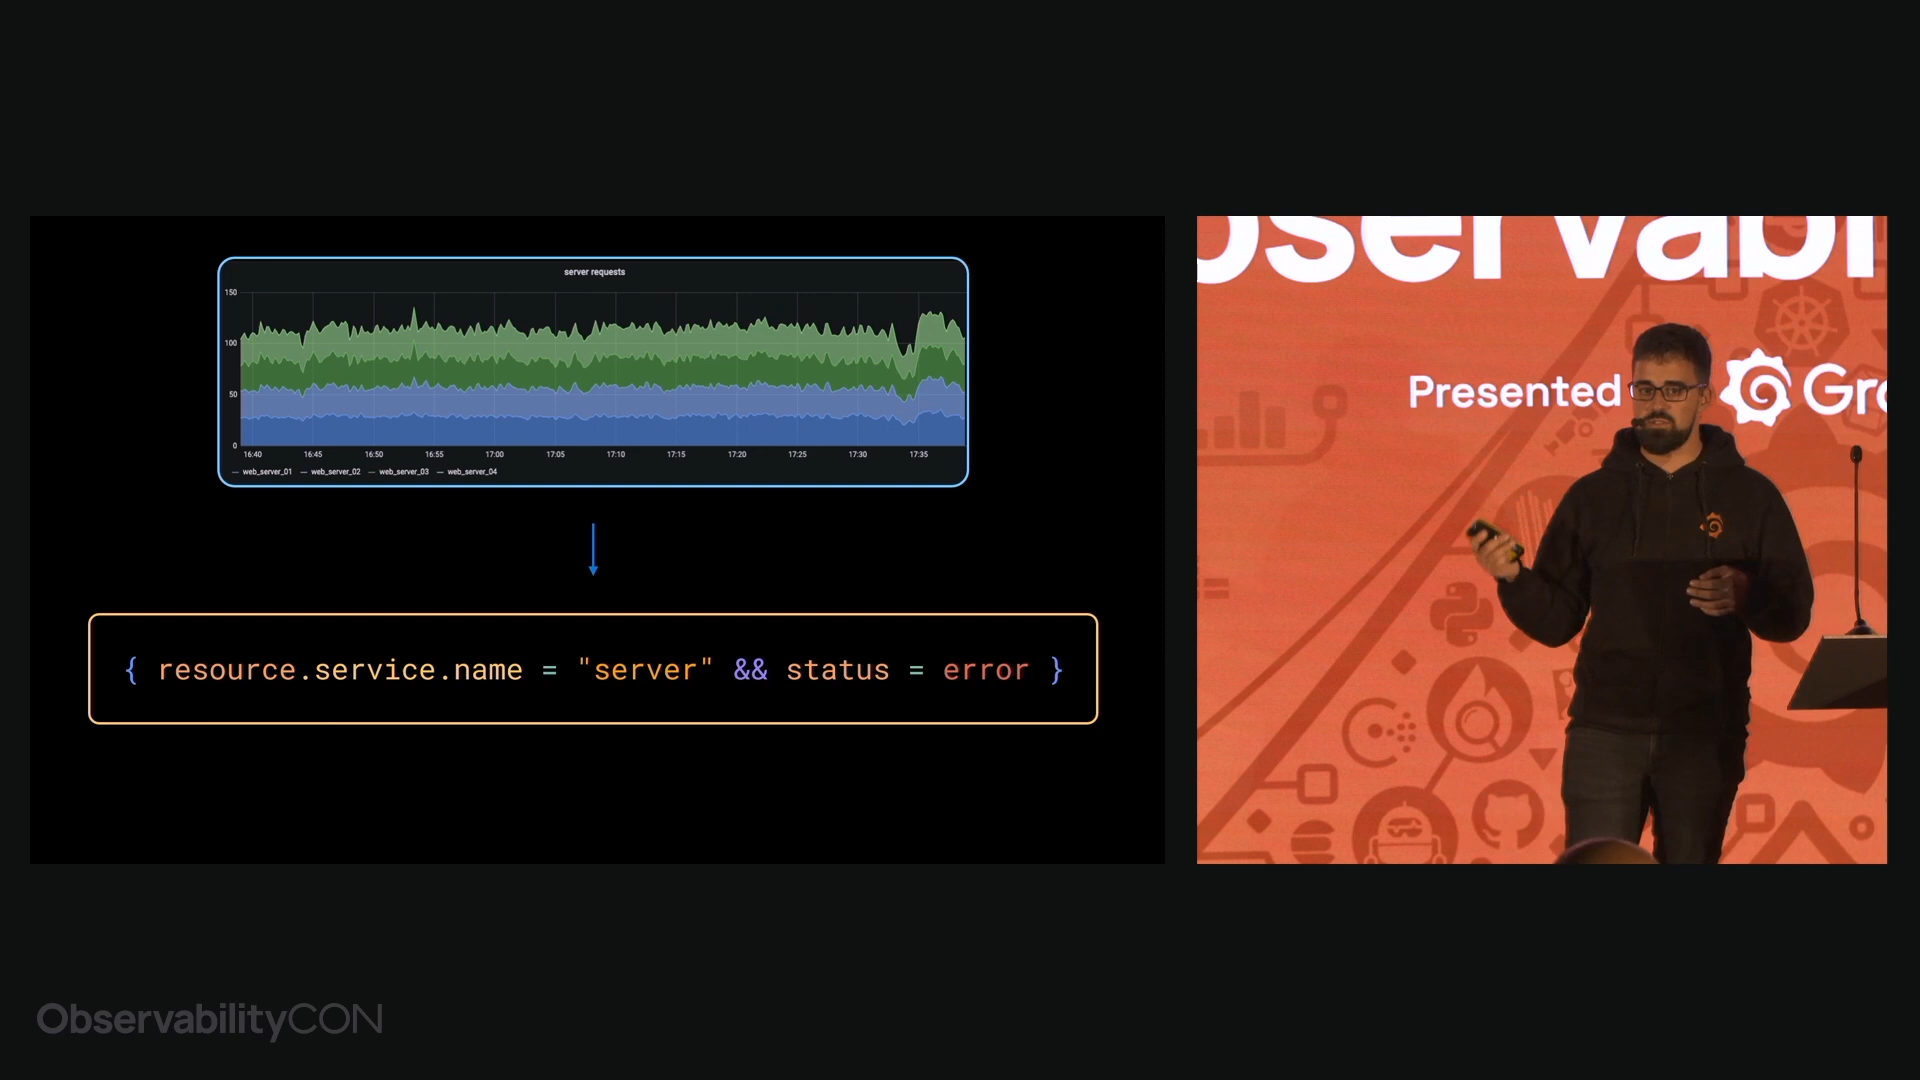 server requests
150
100
50
0
16:40 16:45 16:50 16:55 17:00 17:05 17:10 17:15 17:20 17:25 17:30 17:35
web_server_01 web_server_02 web_server_03 web_server_04
{ resource.service.name = "server" && status = error }
bservabi
Presented
Gra
ObservabilityCON